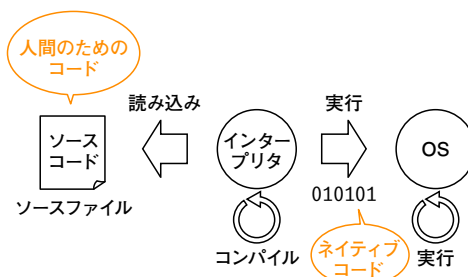 人間のための
コード
読み込み
実行
ソース
コード
インター
プリタ
OS
ソースファイル
010101
コンパイル
ネイティブ
コード
実行